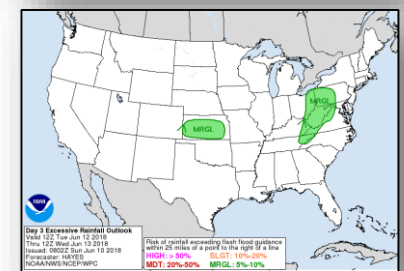 MRGL
MRGL
Day 3 Excessive Rainfall Outlook
Valid 12Z Tue Jun 12 2018
Thru 12Z Wed Jun 13 2018
Issued: 0802Z Sun Jun 10 2018
Forecaster: HAYES
NOAA/NWS/NCEP/WPC
Risk of rainfall exceeding flash flood guidance
within 25 miles of a point to the right of a line
HIGH: > 50% SLGT: 10%-20%
MDT: 20%-50% MRGL: 5%-10%